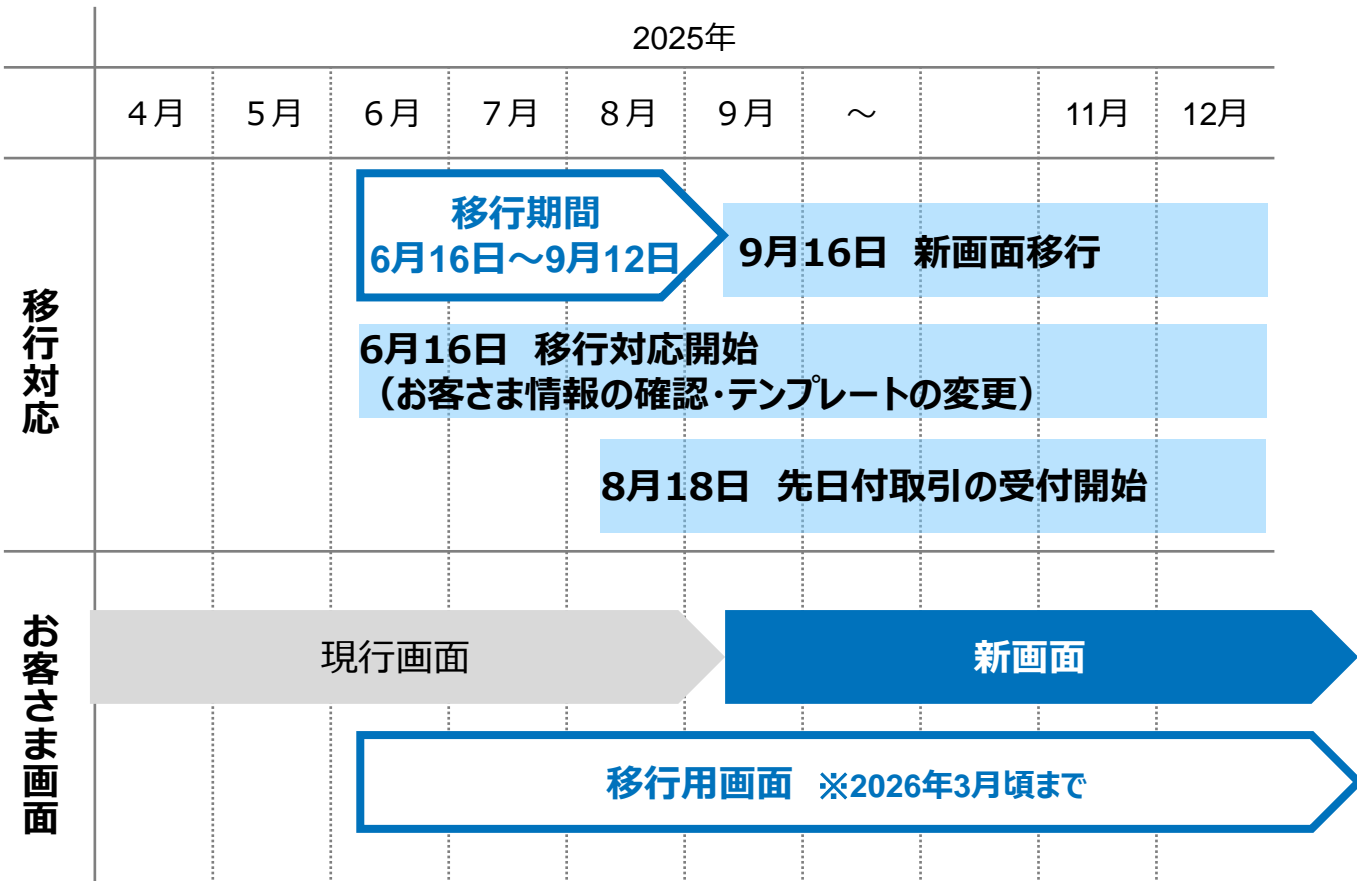 2025年
4月 5月 6月 7月 8月 9月 ～ 11月 12月
移行対応
移行期間
6月16日～9月12日
9月16日 新画面移行
6月16日 移行対応開始
（お客さま情報の確認・テンプレートの変更）
8月18日 先日付取引の受付開始
お客さま画面
現行画面
新画面
移行用画面 ※2026年3月頃まで